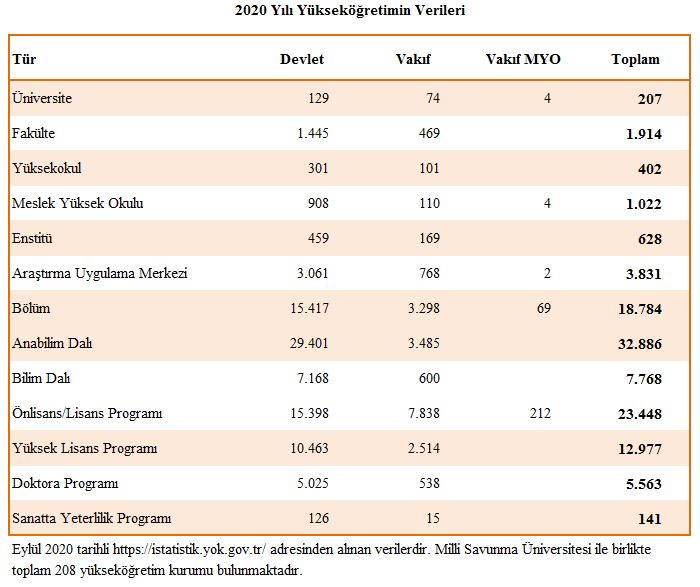 2020 Yılı Yükseköğretimin Verileri
Tür Devlet Vakıf Vakıf MYO Toplam
Üniversite 129 74 4 207
Fakülte 1.445 469 1.914
Yüksekokul 301 101 402
Meslek Yüksek Okulu 908 110 4 1.022
Enstitü 459 169 628
Araştırma Uygulama Merkezi 3.061 768 2 3.831
Bölüm 15.417 3.298 69 18.784
Anabilim Dalı 29.401 3.485 32.886
Bilim Dalı 7.168 600 7.768
Önlisans/Lisans Programı 15.398 7.838 212 23.448
Yüksek Lisans Programı 10.463 2.514 12.977
Doktora Programı 5.025 538 5.563
Sanatta Yeterlilik Programı 126 15 141
Eylül 2020 tarihli https://istatistik.yok.gov.tr/ adresinden alınan verilerdir. Milli Savunma Üniversitesi ile birlikte
toplam 208 yükseköğretim kurumu bulunmaktadır.